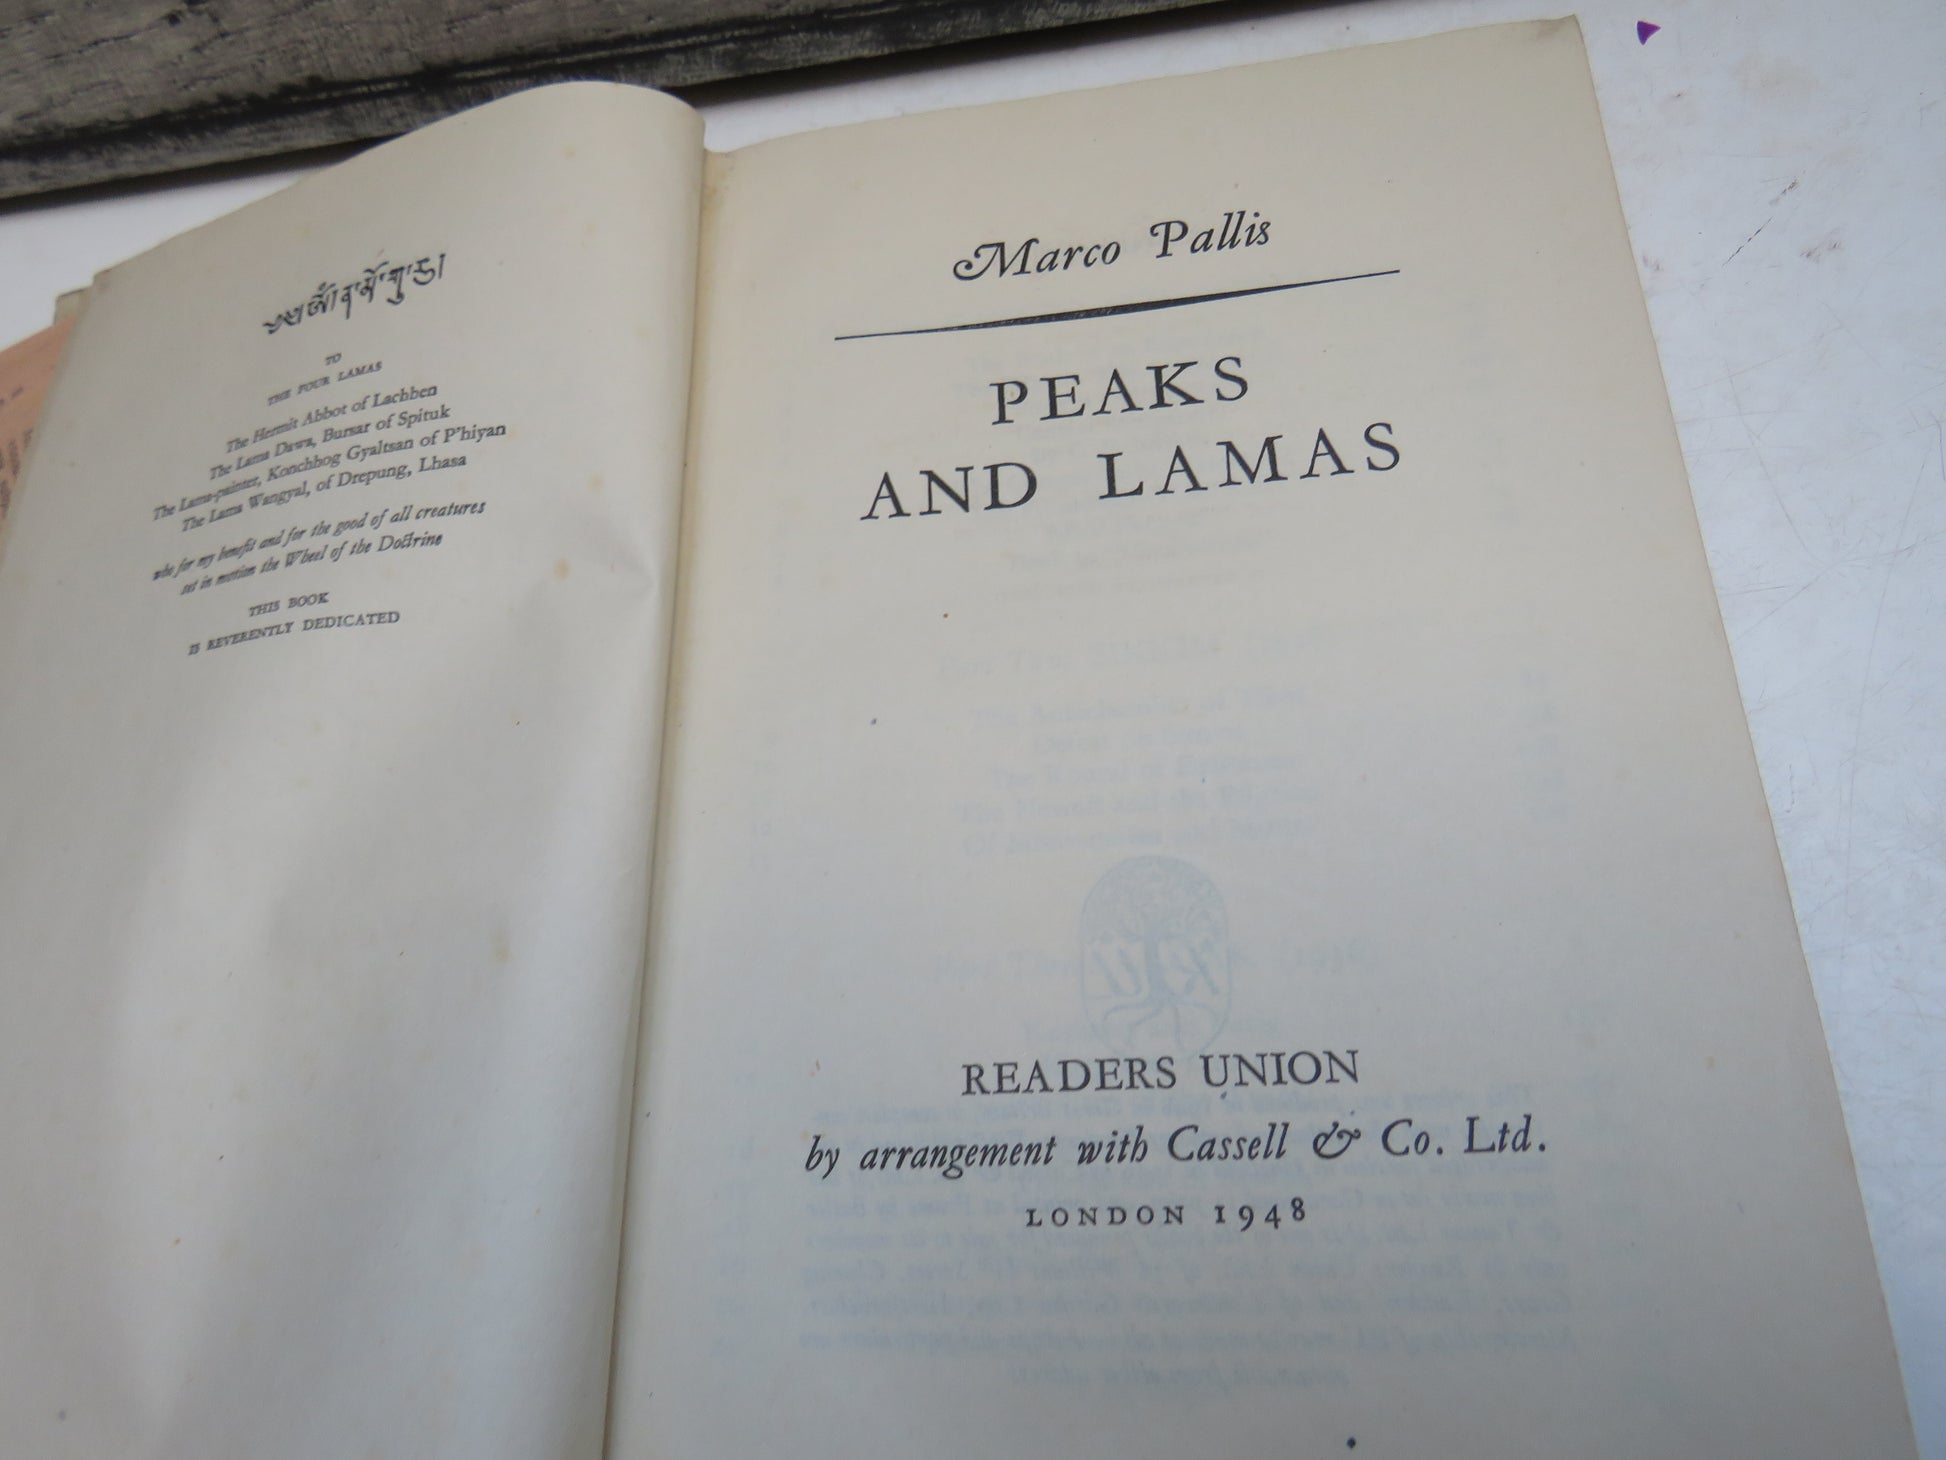 TO
THE FOUR LAMAS
The Hermit Abbot of Lachhen
The Lama Dawa, Bursar of Spituk
The Lama-painter, Konchhog Gyaltsan of P'hiyan
The Lama Wangyal, of Drepung, Lhasa
who for my benefit and for the good of all creatures
set in motion the Wheel of the Doctrine
THIS BOOK
IS REVERENTLY DEDICATED
Marco Pallis
PEAKS
AND LAMAS
READERS UNION
by arrangement with Cassell & Co. Ltd.
LONDON 1948